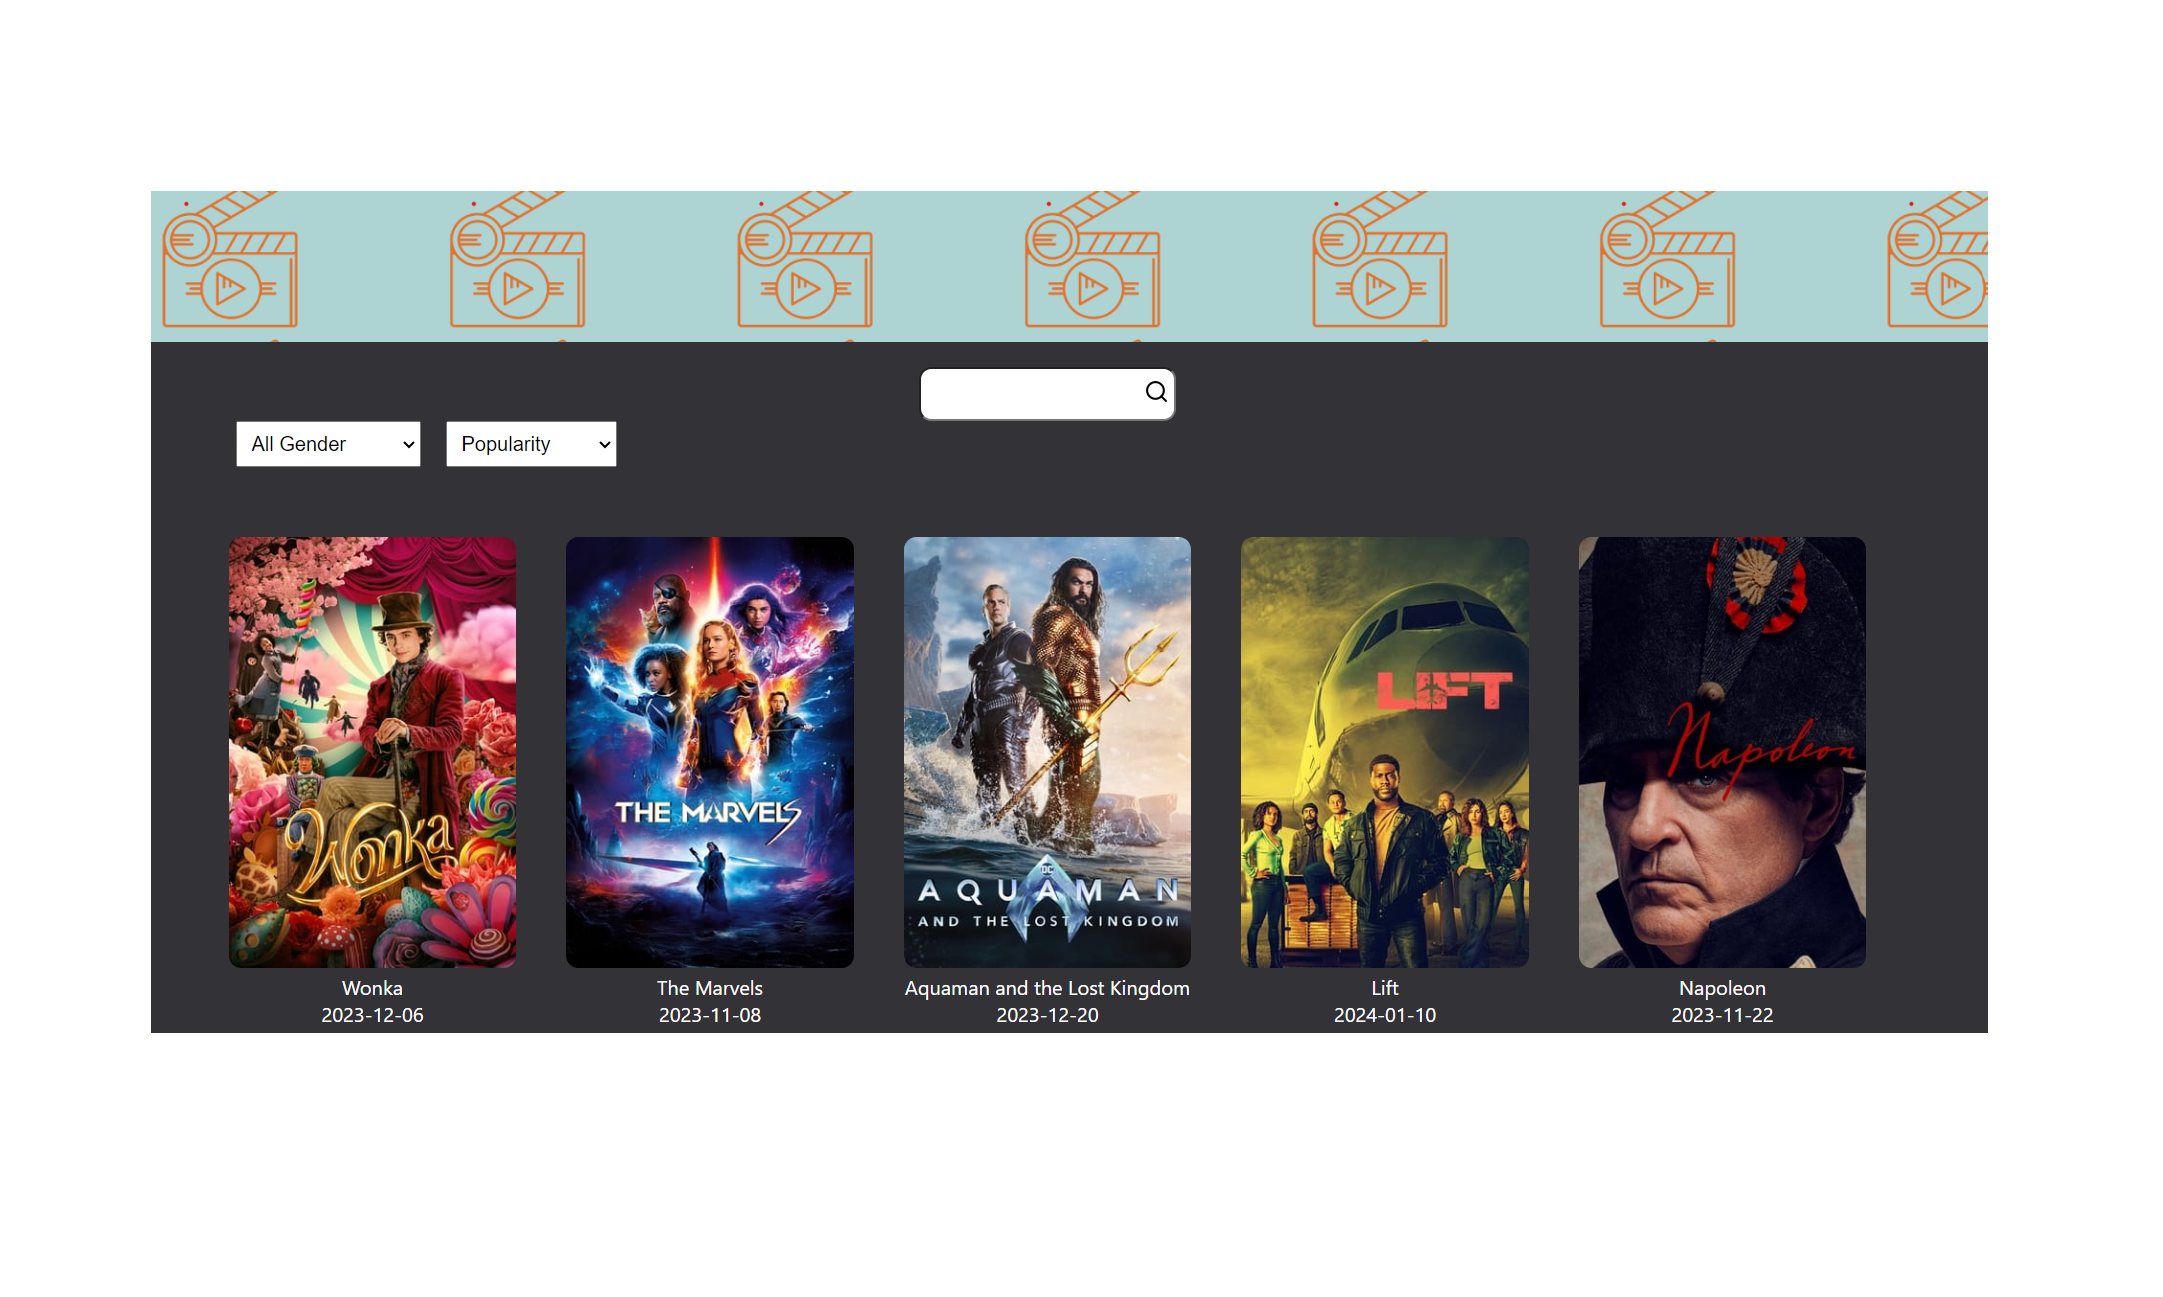 All Gender
Popularity
Wonka
THE MARVELS
DC
AQUAMAN
AND THE LOST KINGDOM
LIFT
Napoleon
Wonka
2023-12-06
The Marvels
2023-11-08
Aquaman and the Lost Kingdom
2023-12-20
Lift
2024-01-10
Napoleon
2023-11-22